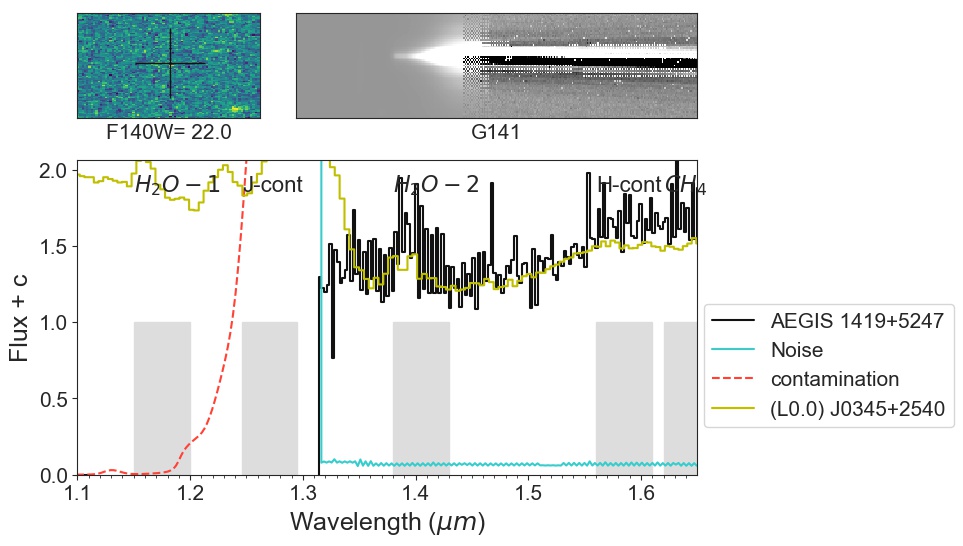 F140W= 22.0
G141
H₂O − 1
J-cont
H₂O − 2
H-cont
CH₄
2.0
1.5
1.0
0.5
0.0
Flux + c
1.1
1.2
1.3
1.4
1.5
1.6
Wavelength (μm)
AEGIS 1419+5247
Noise
contamination
(L0.0) J0345+2540